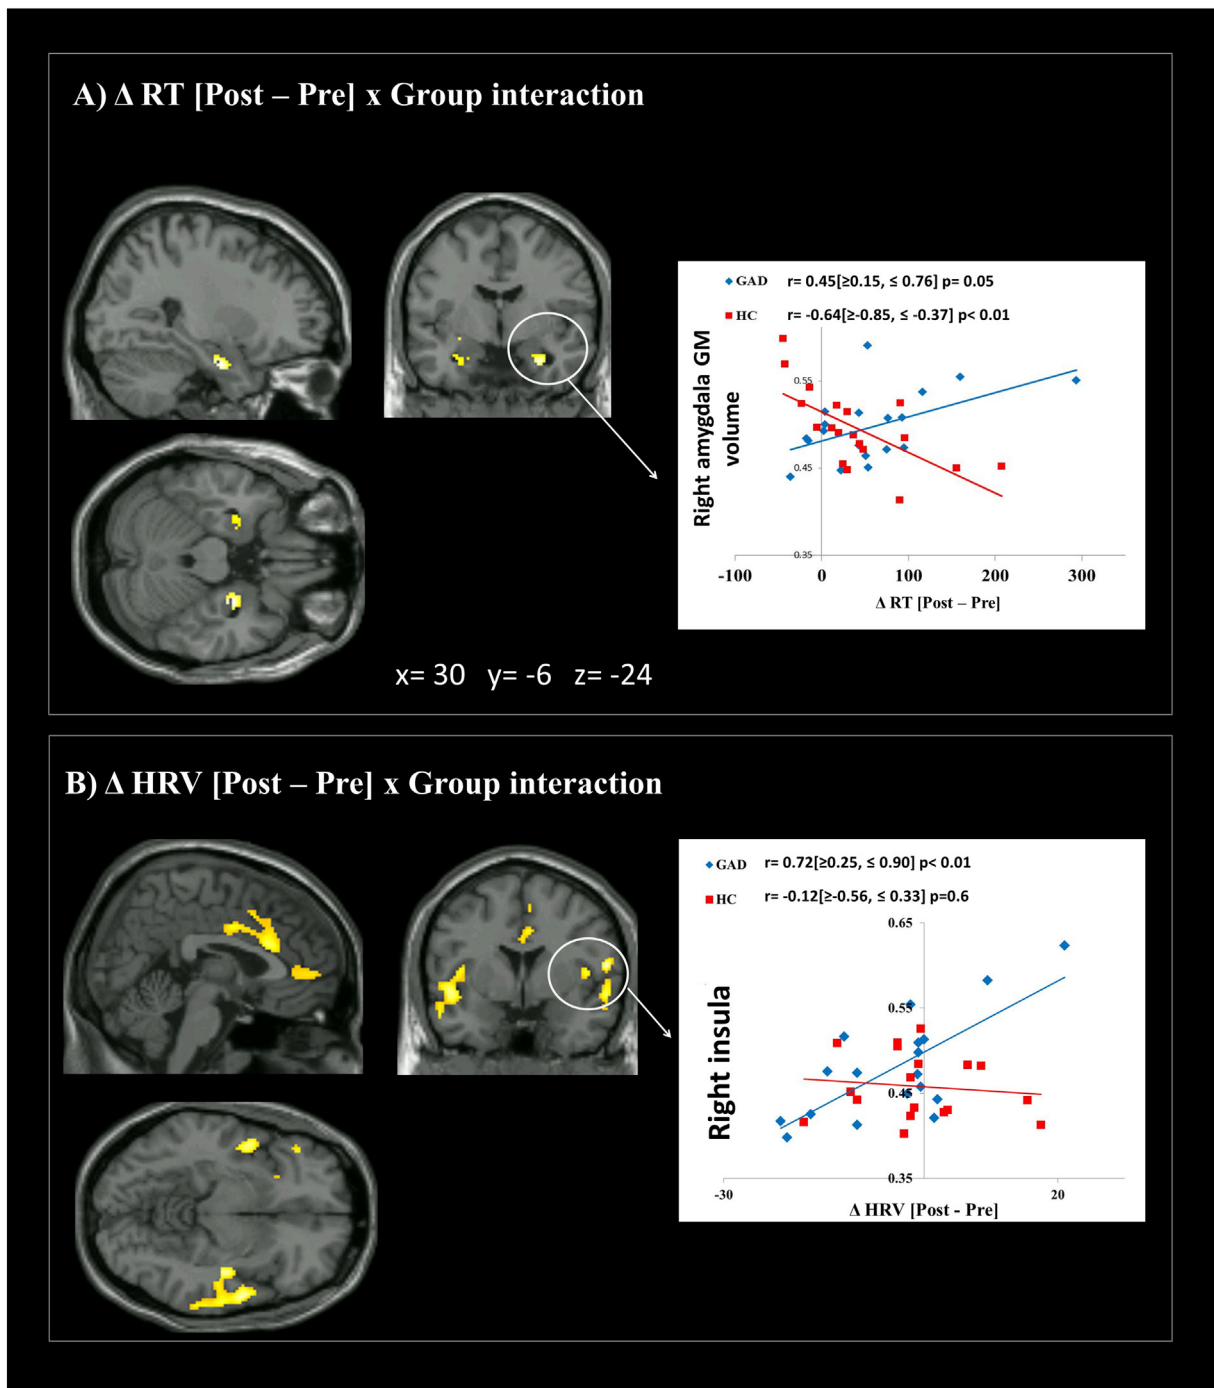 A) Δ RT [Post – Pre] x Group interaction
GAD r= 0.45[≥0.15, ≤ 0.76] p= 0.05
HC r= -0.64[≥-0.85, ≤ -0.37] p< 0.01
Right amygdala GM
volume
0.55
0.45
0.35
-100 0 100 200 300
Δ RT [Post – Pre]
x= 30 y= -6 z= -24
B) Δ HRV [Post – Pre] x Group interaction
GAD r= 0.72[≥0.25, ≤ 0.90] p< 0.01
HC r= -0.12[≥-0.56, ≤ 0.33] p=0.6
Right insula
0.65
0.55
0.45
0.35
-30 20
Δ HRV [Post - Pre]